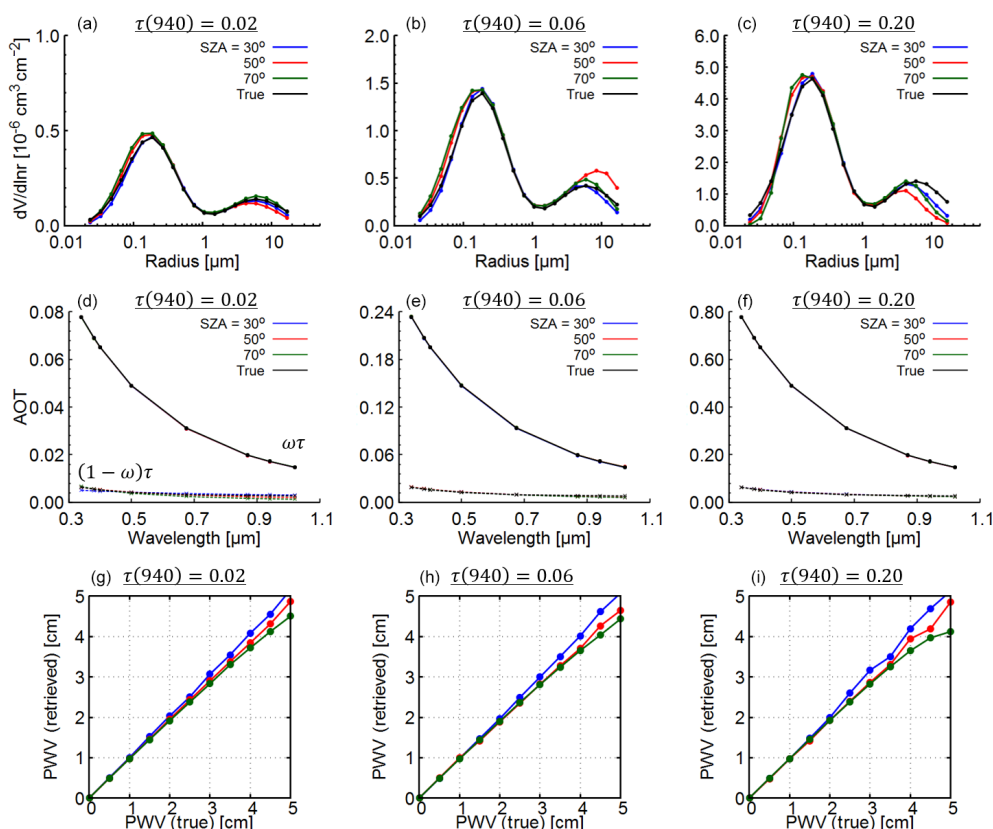 (a) τ(940) = 0.02
(b) τ(940) = 0.06
(c) τ(940) = 0.20
1.0
0.5
0.0
SZA = 30º
50º
70º
True
2.0
1.5
1.0
0.5
0.0
SZA = 30º
50º
70º
True
6.0
5.0
4.0
3.0
2.0
1.0
0.0
SZA = 30º
50º
70º
True
dV/dlnr [10⁻⁶ cm³ cm⁻²]
0.01 0.1 1 10
0.01 0.1 1 10
0.01 0.1 1 10
Radius [µm]
Radius [µm]
Radius [µm]
(d) τ(940) = 0.02
(e) τ(940) = 0.06
(f) τ(940) = 0.20
0.08
0.06
0.04
0.02
0.00
SZA = 30º
50º
70º
True
ωτ
(1 − ω)τ
0.24
0.18
0.12
0.06
0.00
SZA = 30º
50º
70º
True
0.80
0.60
0.40
0.20
0.00
SZA = 30º
50º
70º
True
AOT
0.3 0.5 0.7 0.9 1.1
0.3 0.5 0.7 0.9 1.1
0.3 0.5 0.7 0.9 1.1
Wavelength [µm]
Wavelength [µm]
Wavelength [µm]
(g) τ(940) = 0.02
(h) τ(940) = 0.06
(i) τ(940) = 0.20
5
4
3
2
1
0
5
4
3
2
1
0
5
4
3
2
1
0
PWV (retrieved) [cm]
PWV (retrieved) [cm]
PWV (retrieved) [cm]
0 1 2 3 4 5
0 1 2 3 4 5
0 1 2 3 4 5
PWV (true) [cm]
PWV (true) [cm]
PWV (true) [cm]